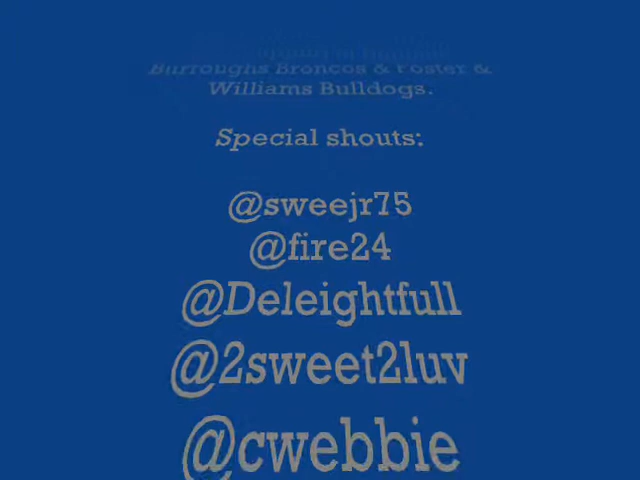 Burroughs Broncos & Foster &
Williams Bulldogs.
Special shouts:
@sweejr75
@fire24
@Deleightfull
@2sweet2luv
@cwebbie